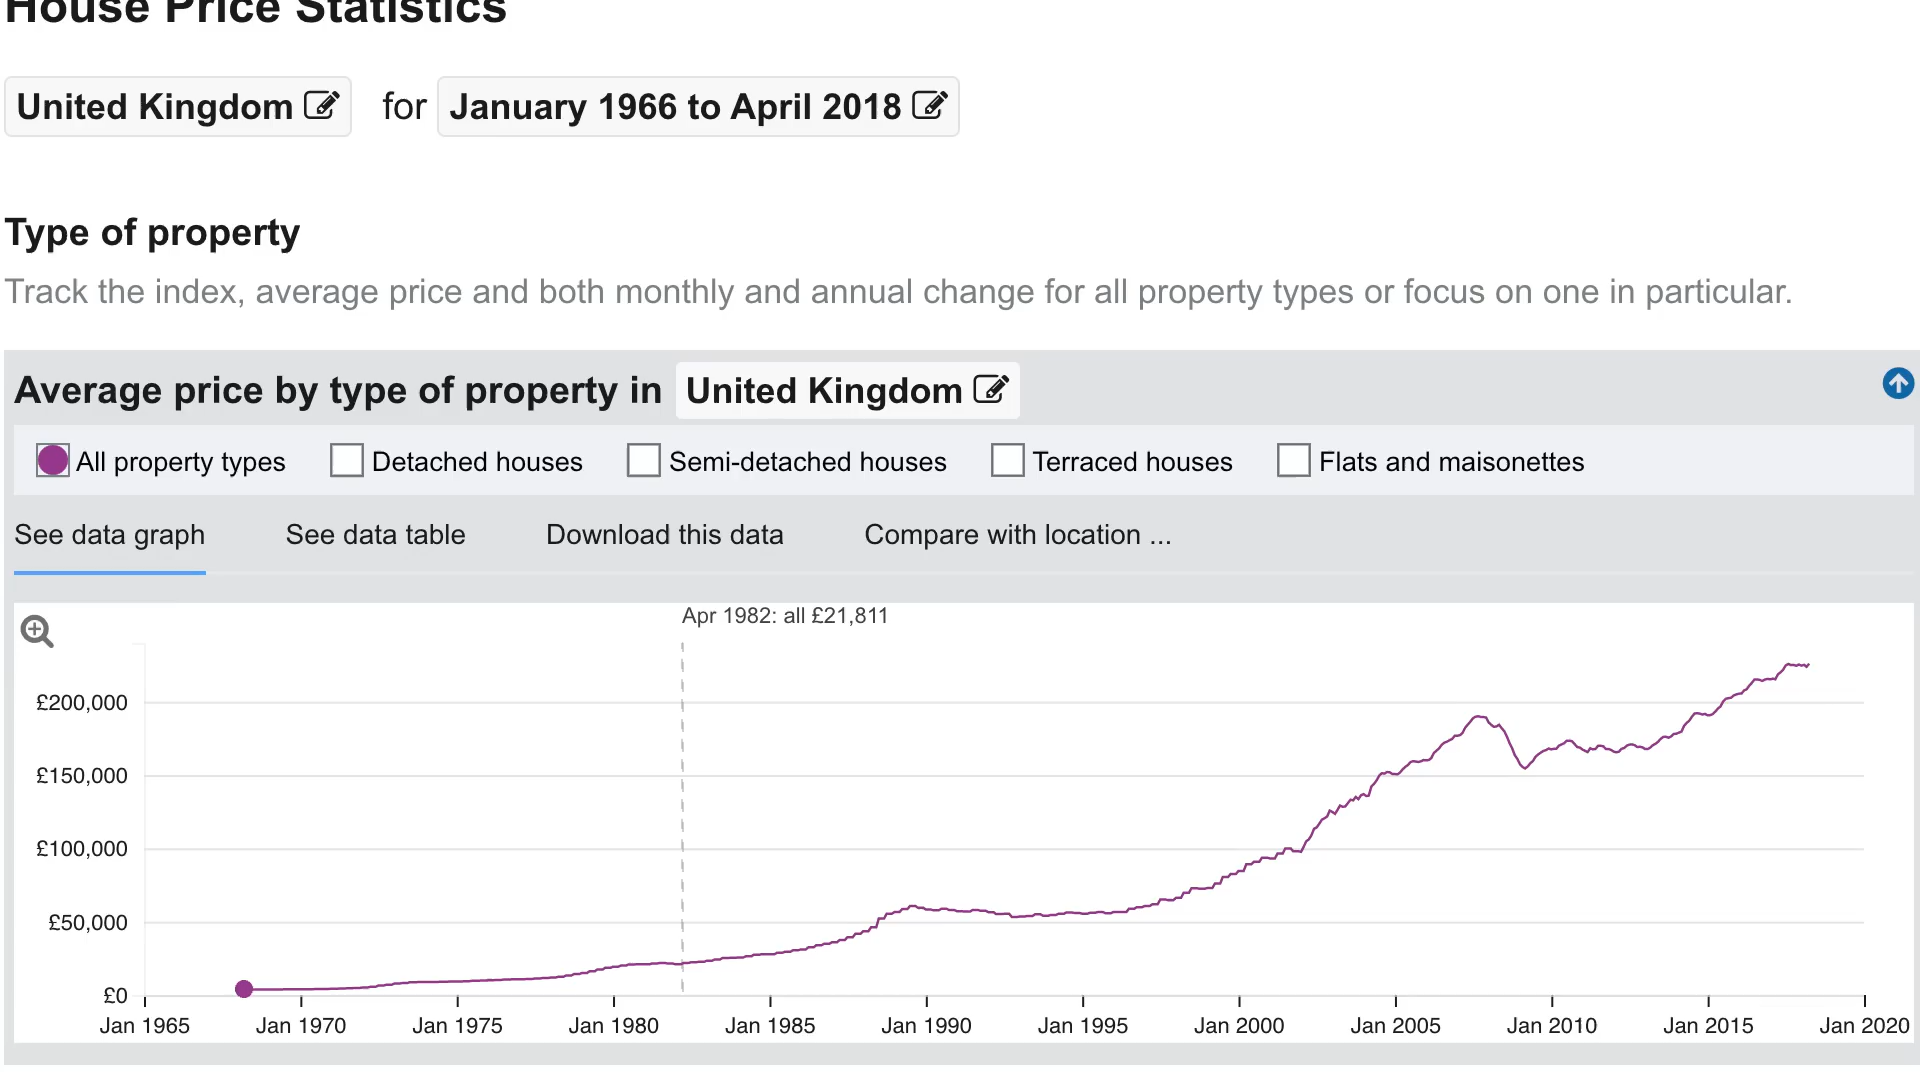 House Price Statistics
United Kingdom for January 1966 to April 2018
Type of property
Track the index, average price and both monthly and annual change for all property types or focus on one in particular.
Average price by type of property in United Kingdom
All property types Detached houses Semi-detached houses Terraced houses Flats and maisonettes
See data graph See data table Download this data Compare with location ...
Apr 1982: all £21,811
£200,000
£150,000
£100,000
£50,000
£0
Jan 1965 Jan 1970 Jan 1975 Jan 1980 Jan 1985 Jan 1990 Jan 1995 Jan 2000 Jan 2005 Jan 2010 Jan 2015 Jan 2020